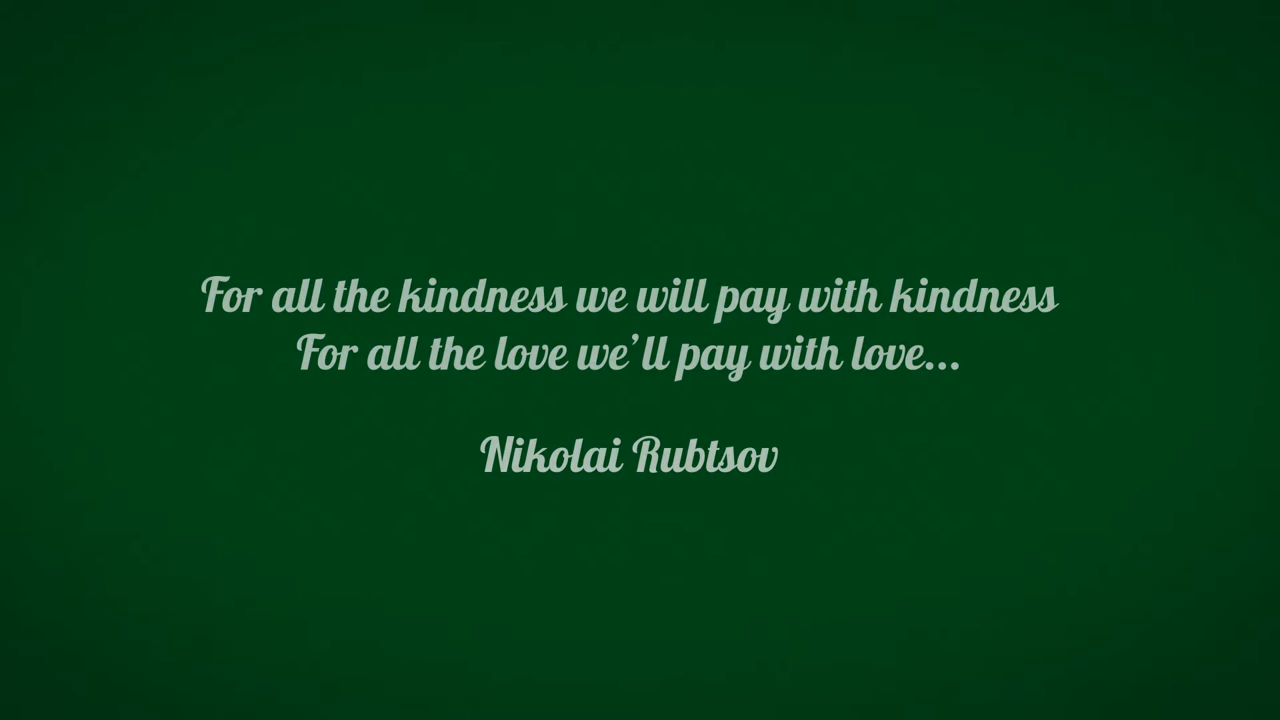 For all the kindness we will pay with kindness
For all the love we’ll pay with love...
Nikolai Rubtsov